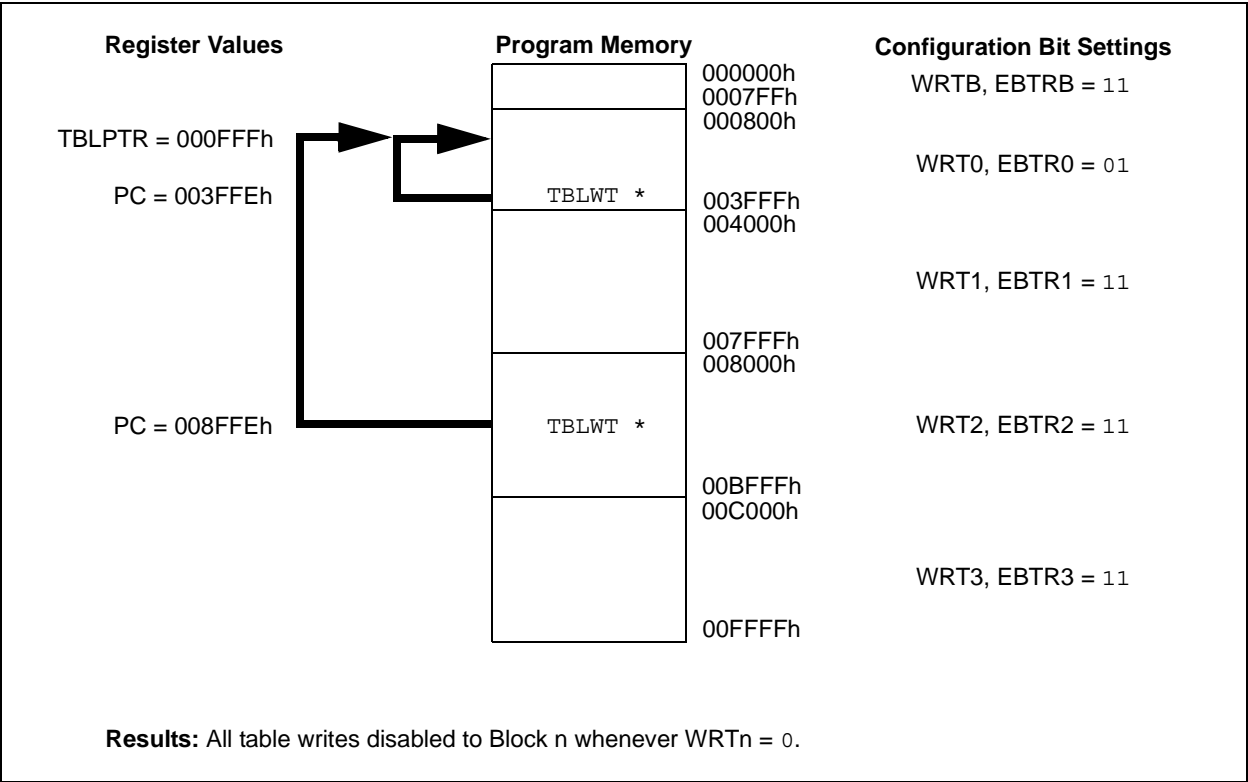 Register Values
Program Memory
Configuration Bit Settings
000000h
WRTB, EBTRB = 11
0007FFh
000800h
TBLPTR = 000FFFh
WRT0, EBTR0 = 01
PC = 003FFEh
TBLWT *
003FFFh
004000h
WRT1, EBTR1 = 11
007FFFh
008000h
PC = 008FFEh
TBLWT *
WRT2, EBTR2 = 11
00BFFFh
00C000h
WRT3, EBTR3 = 11
00FFFFh
Results: All table writes disabled to Block n whenever WRTn = 0.